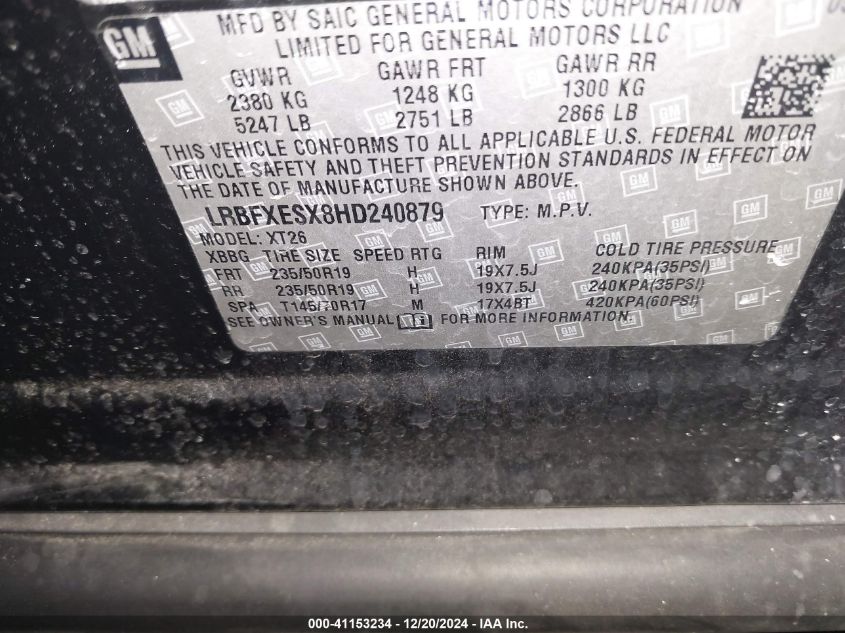 GM
MFD BY SAIC GENERAL MOTORS CORPORATION
LIMITED FOR GENERAL MOTORS LLC
GVWR GAWR FRT GAWR RR
2380 KG 1248 KG 1300 KG
5247 LB 2751 LB 2866 LB
THIS VEHICLE CONFORMS TO ALL APPLICABLE U.S. FEDERAL MOTOR
VEHICLE SAFETY AND THEFT PREVENTION STANDARDS IN EFFECT ON
THE DATE OF MANUFACTURE SHOWN ABOVE.
LRBFXESX8HD240879 TYPE: M.P.V.
MODEL: XT26
XBBG TIRE SIZE SPEED RTG RIM COLD TIRE PRESSURE
FRT 235/50R19 H 19X7.5J 240KPA(35PSI)
RR 235/50R19 H 19X7.5J 240KPA(35PSI)
SPA T145/70R17 M 17X4BT 420KPA(60PSI)
SEE OWNER'S MANUAL FOR MORE INFORMATION.
000-41153234 - 12/20/2024 - IAA Inc.